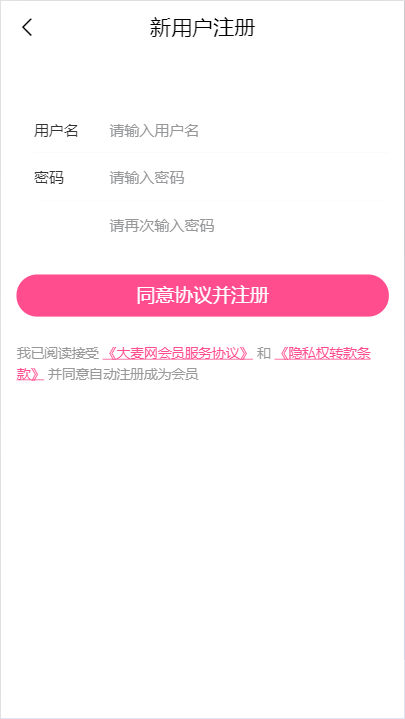 新用户注册
用户名 请输入用户名
密码 请输入密码
请再次输入密码
同意协议并注册
我已阅读接受 《大麦网会员服务协议》 和 《隐私权转款条
款》 并同意自动注册成为会员